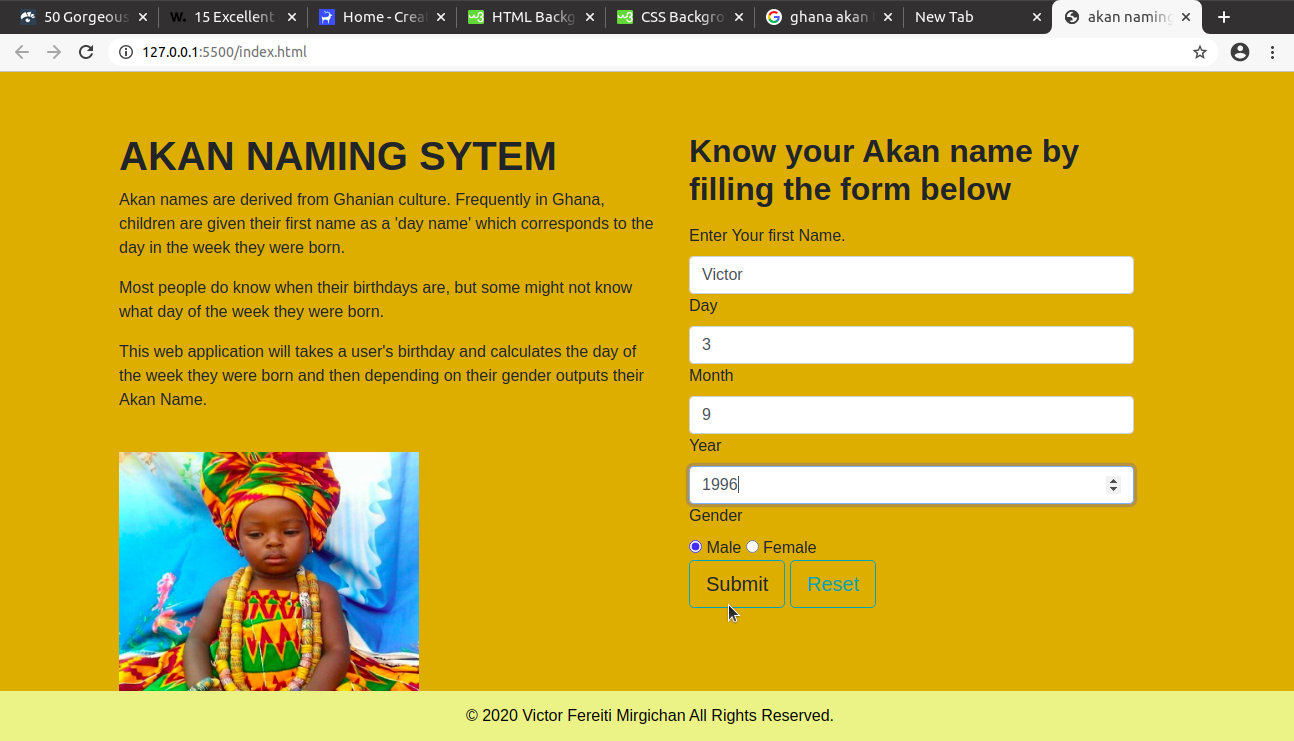 50 Gorgeous
15 Excellent
Home - Crea
HTML Backg
CSS Backgro
ghana akan
New Tab
akan naming
127.0.0.1:5500/index.html
AKAN NAMING SYTEM
Akan names are derived from Ghanian culture. Frequently in Ghana,
children are given their first name as a 'day name' which corresponds to the
day in the week they were born.
Most people do know when their birthdays are, but some might not know
what day of the week they were born.
This web application will takes a user's birthday and calculates the day of
the week they were born and then depending on their gender outputs their
Akan Name.
Know your Akan name by
filling the form below
Enter Your first Name.
Victor
Day
3
Month
9
Year
1996
Gender
Male Female
Submit Reset
© 2020 Victor Fereiti Mirgichan All Rights Reserved.